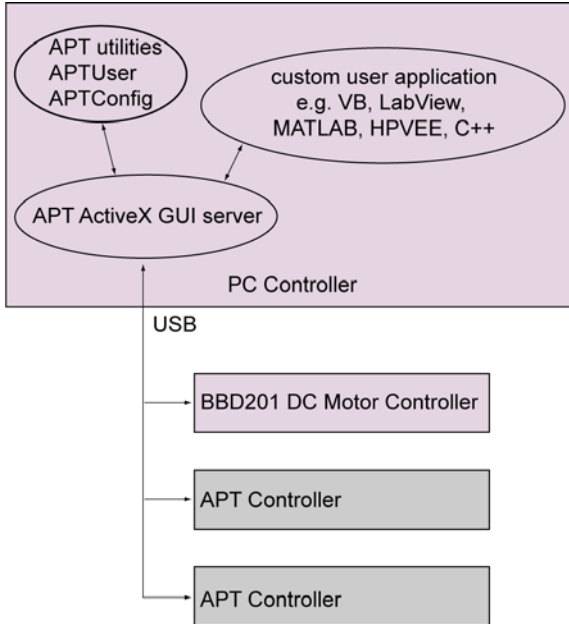 APT utilities
APTUser
APTConfig
custom user application
e.g. VB, LabView,
MATLAB, HPVEE, C++
APT ActiveX GUI server
PC Controller
USB
BBD201 DC Motor Controller
APT Controller
APT Controller